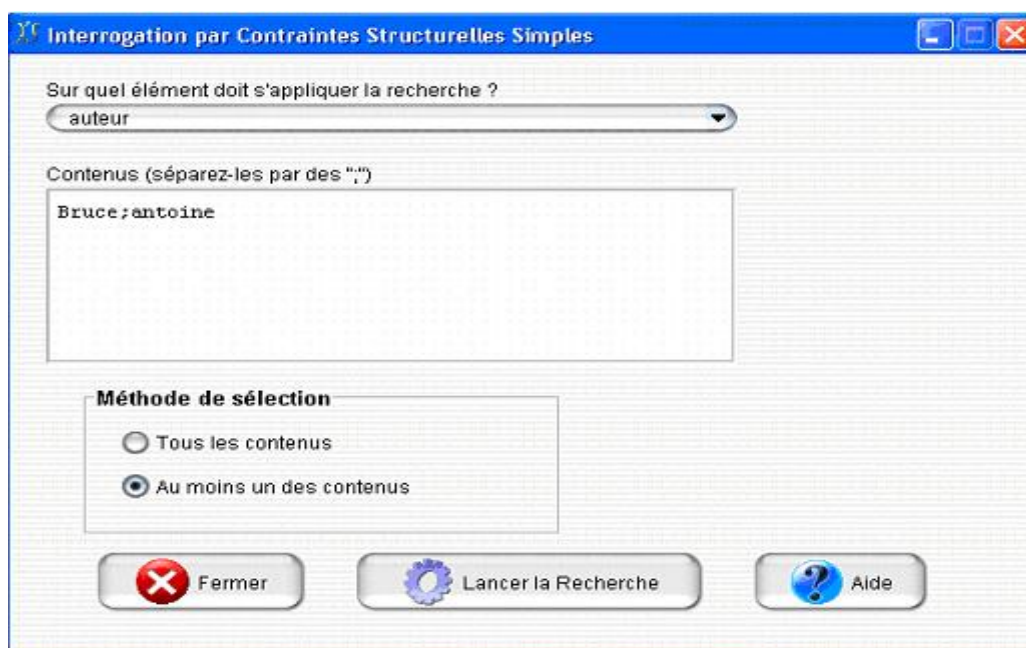 Interrogation par Contraintes Structurelles Simples
Sur quel élément doit s'appliquer la recherche ?
auteur
Contenus (séparez-les par des ";")
Bruce;antoine
Méthode de sélection
Tous les contenus
Au moins un des contenus
Fermer
Lancer la Recherche
Aide